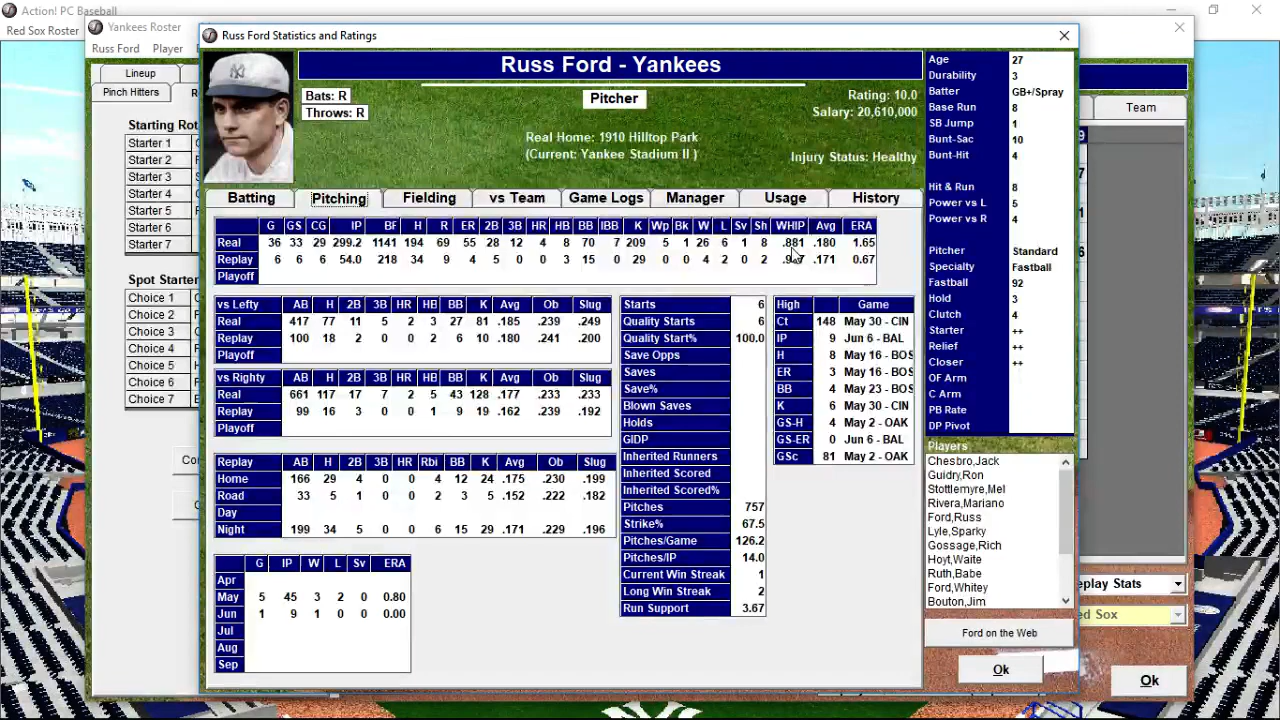 Action! PC Baseball
Red Sox Roster
Yankees Roster
Russ Ford Player
Lineup
Pinch Hitters
Starting Rot
Starter 1
Starter 2
Starter 3
Starter 4
Starter 5
Starter 6
Starter 7
Spot Starter
Choice 1
Choice 2
Choice 3
Choice 4
Choice 5
Choice 6
Choice 7
Russ Ford Statistics and Ratings
Russ Ford - Yankees
Bats: R
Throws: R
Pitcher
Rating: 10.0
Salary: 20,610,000
Real Home: 1910 Hilltop Park
(Current: Yankee Stadium II )
Injury Status: Healthy
Batting Pitching Fielding vs Team Game Logs Manager Usage History
G GS CG IP BF H R ER 2B 3B HR HB BB IBB K Wp Bk W L Sv Sh WHIP Avg ERA
Real 36 33 29 299.2 1141 194 69 55 28 12 4 8 70 7 209 5 1 26 6 1 8 .881 .180 1.65
Replay 6 6 6 54.0 218 34 9 4 5 0 0 3 15 0 29 0 0 4 2 0 2 .171 0.67
Playoff
vs Lefty AB H 2B 3B HR HB BB K Avg Ob Slug
Real 417 77 11 5 2 3 27 81 .185 .239 .249
Replay 100 18 2 0 0 2 6 10 .180 .241 .200
Playoff
vs Righty AB H 2B 3B HR HB BB K Avg Ob Slug
Real 661 117 17 7 2 5 43 128 .177 .233 .233
Replay 99 16 3 0 0 1 9 19 .162 .239 .192
Playoff
Replay AB H 2B 3B HR Rbi BB K Avg Ob Slug
Home 166 29 4 0 0 4 12 24 .175 .230 .199
Road 33 5 1 0 0 2 3 5 .152 .222 .182
Day
Night 199 34 5 0 0 6 15 29 .171 .229 .196
G IP W L Sv ERA
Apr
May 5 45 3 2 0 0.80
Jun 1 9 1 0 0 0.00
Jul
Aug
Sep
Starts 6
Quality Starts 6
Quality Start% 100.0
Save Opps
Saves
Save%
Blown Saves
Holds
GIDP
Inherited Runners
Inherited Scored
Inherited Scored%
Pitches 757
Strike% 67.5
Pitches/Game 126.2
Pitches/IP 14.0
Current Win Streak 1
Long Win Streak 2
Run Support 3.67
High Game
Ct 148 May 30 - CIN
IP 9 Jun 6 - BAL
H 8 May 16 - BOS
ER 3 May 16 - BOS
BB 4 May 23 - BOS
K 6 May 30 - CIN
GS-H 4 May 2 - OAK
GS-ER 0 Jun 6 - BAL
GSc 81 May 2 - OAK
Age 27
Durability 3
Batter GB+/Spray
Base Run 8
SB Jump 1
Bunt-Sac 10
Bunt-Hit 4
Hit & Run 8
Power vs L 5
Power vs R 4
Pitcher Standard
Specialty Fastball
Fastball 92
Hold 3
Clutch 4
Starter ++
Relief ++
Closer ++
OF Arm
C Arm
PB Rate
DP Pivot
Players
Chesbro,Jack
Guidry,Ron
Stottlemyre,Mel
Rivera,Mariano
Ford,Russ
Lyle,Sparky
Gossage,Rich
Hoyt,Waite
Ruth,Babe
Ford,Whitey
Bouton,Jim
Ford on the Web
Ok
Team
play Stats
ed Sox
Ok